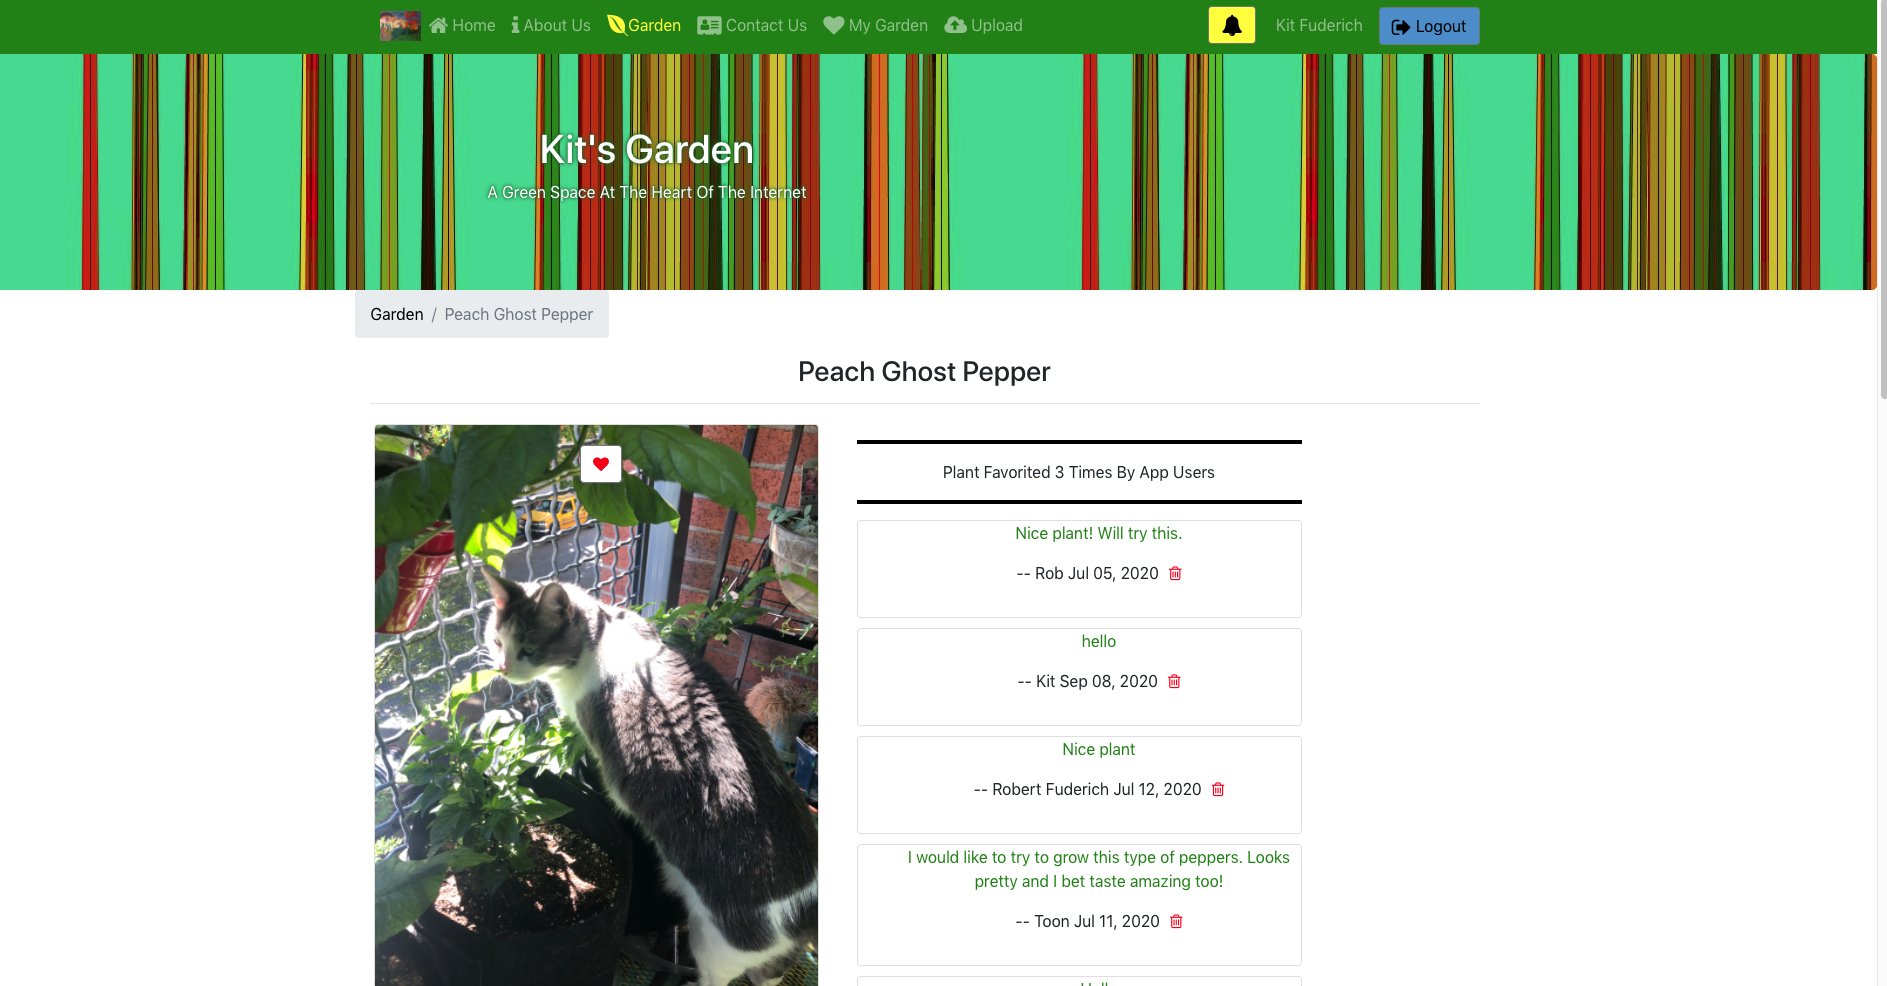 Home About Us Garden Contact Us My Garden Upload Kit Fuderich Logout
Kit's Garden
A Green Space At The Heart Of The Internet
Garden / Peach Ghost Pepper
Peach Ghost Pepper
Plant Favorited 3 Times By App Users
Nice plant! Will try this.
-- Rob Jul 05, 2020
hello
-- Kit Sep 08, 2020
Nice plant
-- Robert Fuderich Jul 12, 2020
I would like to try to grow this type of peppers. Looks
pretty and I bet taste amazing too!
-- Toon Jul 11, 2020